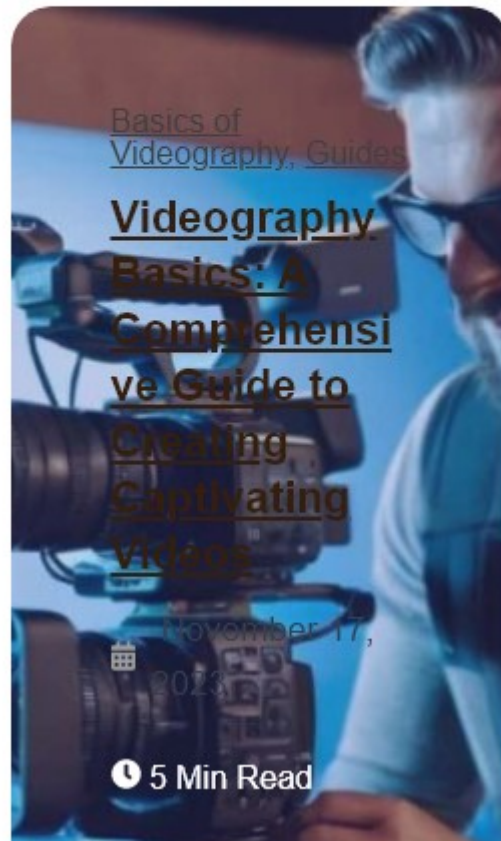 Basics of
Videography, Guides
Videography
Basics: A
Comprehensi
ve Guide to
Creating
Captivating
Videos
November 17,
2023
5 Min Read